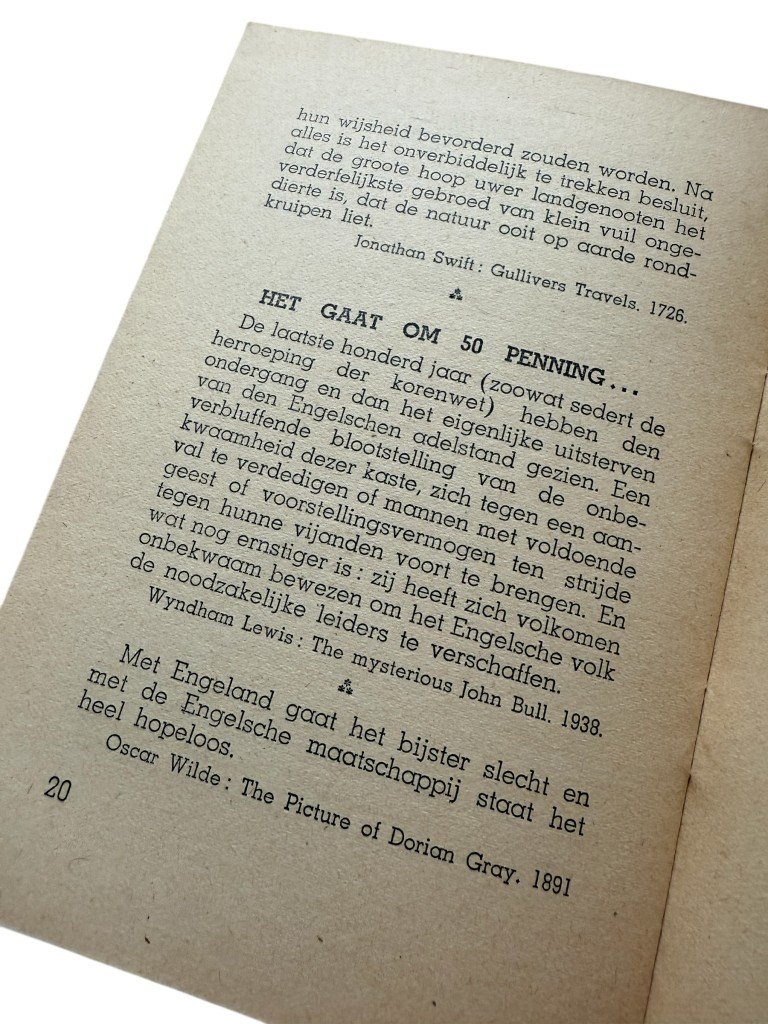 hun wijsheid bevorderd zouden worden. Na
alles is het onverbiddelijk te trekken besluit,
dat de groote hoop uwer landgenooten het
verderfelijkste gebroed van klein vuil onge-
dierte is, dat de natuur ooit op aarde rond-
kruipen liet.
Jonathan Swift: Gullivers Travels. 1726.
HET GAAT OM 50 PENNING...
De laatste honderd jaar (zoowat sedert de
herroeping der korenwet) hebben den
ondergang en dan het eigenlijke uitsterven
van den Engelschen adelstand gezien. Een
verbluffende blootstelling van de onbe-
kwaamheid dezer kaste, zich tegen een aan-
val te verdedigen of mannen met voldoende
geest of voorstellingsvermogen ten strijde
tegen hunne vijanden voort te brengen. En
wat nog ernstiger is: zij heeft zich volkomen
onbekwaam bewezen om het Engelsche volk
de noodzakelijke leiders te verschaffen.
Wyndham Lewis: The mysterious John Bull. 1938.
Met Engeland gaat het bijster slecht en
met de Engelsche maatschappij staat het
heel hopeloos.
Oscar Wilde: The Picture of Dorian Gray. 1891
20